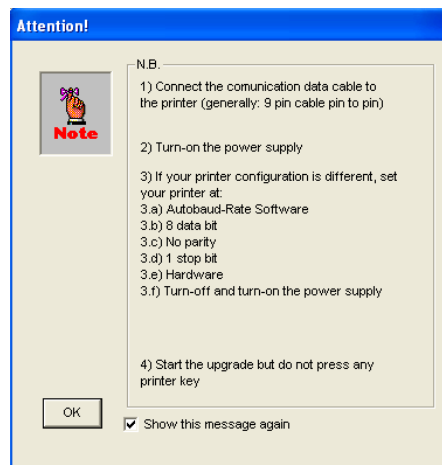 Attention!
Note
N.B.
1) Connect the comunication data cable to
the printer (generally: 9 pin cable pin to pin)
2) Turn-on the power supply
3) If your printer configuration is different, set
your printer at:
3.a) Autobaud-Rate Software
3.b) 8 data bit
3.c) No parity
3.d) 1 stop bit
3.e) Hardware
3.f) Turn-off and turn-on the power supply
4) Start the upgrade but do not press any
printer key
OK
Show this message again